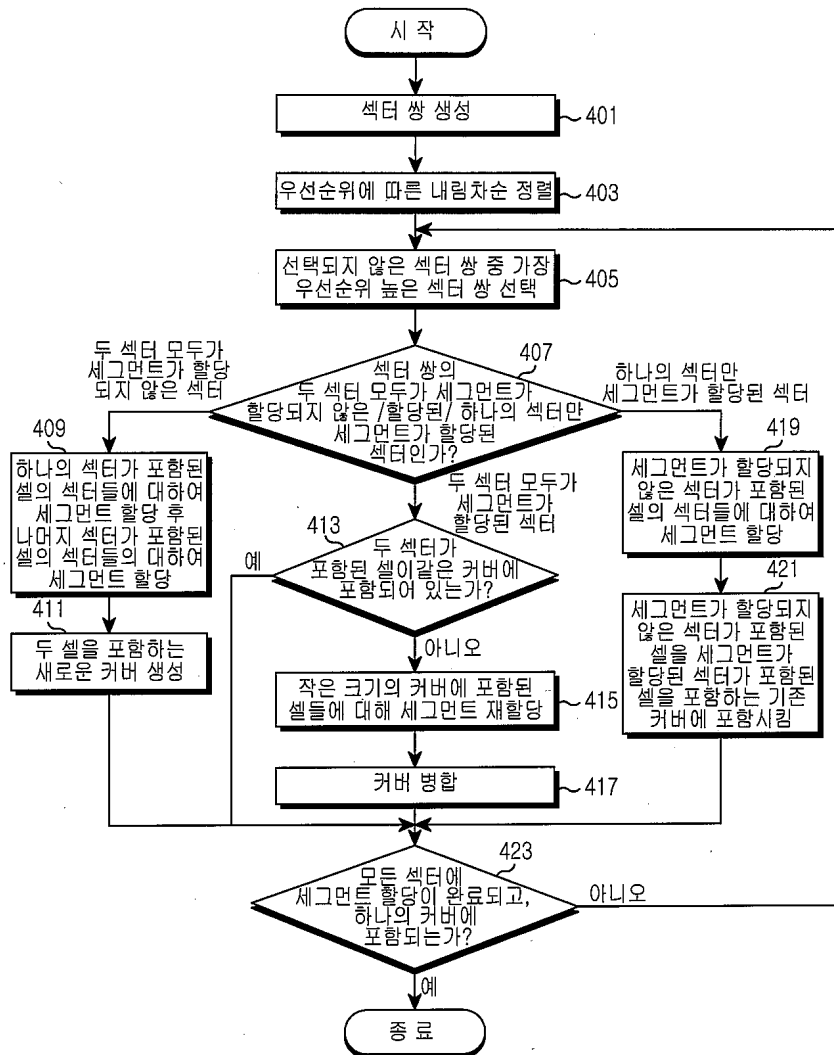 시 작
섹터 쌍 생성
401
우선순위에 따른 내림차순 정렬
403
선택되지 않은 섹터 쌍 중 가장
우선순위 높은 섹터 쌍 선택
405
407
섹터 쌍의
두 섹터 모두가 세그먼트가
할당되지 않은 /할당된/ 하나의 섹터만
세그먼트가 할당된
섹터인가?
두 섹터 모두가
세그먼트가 할당
되지 않은 섹터
409
하나의 섹터가 포함된
셀의 섹터들에 대하여
세그먼트 할당 후
나머지 섹터가 포함된
셀의 섹터들의 대하여
세그먼트 할당
411
두 셀을 포함하는
새로운 커버 생성
두 섹터 모두가
세그먼트가
할당된 섹터
413
두 섹터가
포함된 셀이같은 커버에
포함되어 있는가?
예
아니오
작은 크기의 커버에 포함된
셀들에 대해 세그먼트 재할당
415
커버 병합
417
하나의 섹터만
세그먼트가 할당된 섹터
419
세그먼트가 할당되지
않은 섹터가 포함된
셀의 섹터들에 대하여
세그먼트 할당
421
세그먼트가 할당되지
않은 섹터가 포함된
셀을 세그먼트가
할당된 섹터가 포함된
셀을 포함하는 기존
커버에 포함시킴
423
모든 섹터에
세그먼트 할당이 완료되고,
하나의 커버에
포함되는가?
아니오
예
종 료